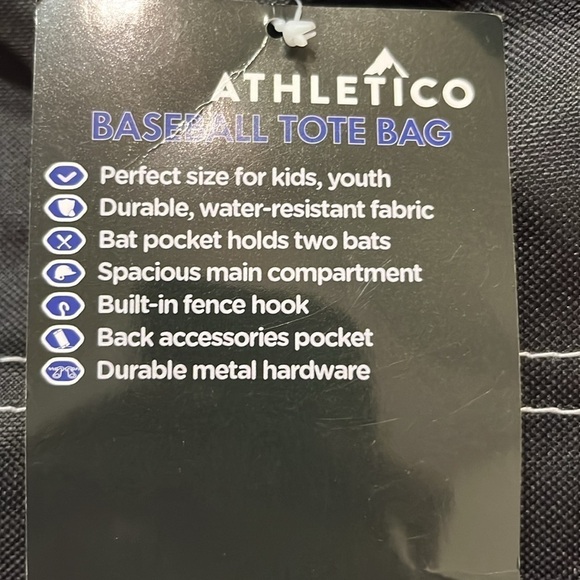 ATHLETICO
BASEBALL TOTE BAG
Perfect size for kids, youth
Durable, water-resistant fabric
Bat pocket holds two bats
Spacious main compartment
Built-in fence hook
Back accessories pocket
Durable metal hardware